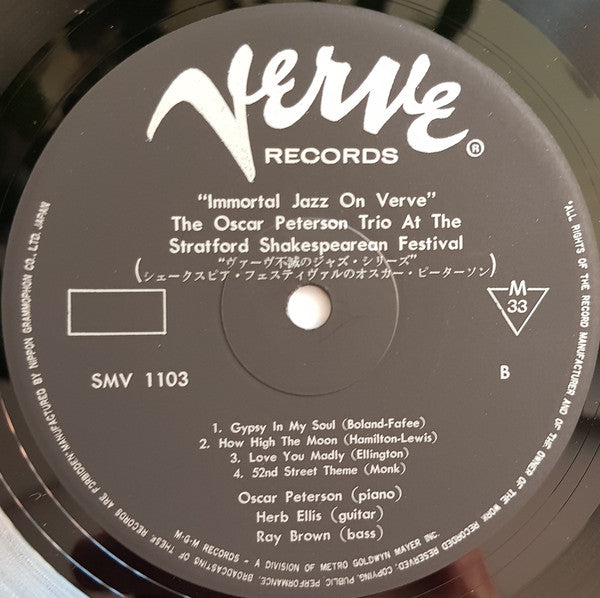 Verve
RECORDS ®
"Immortal Jazz On Verve"
The Oscar Peterson Trio At The
Stratford Shakespearean Festival
"ヴァーヴ不滅のジャズ・シリーズ"
(シェークスピア・フェスティヴァルのオスカー・ピーターソン)
M
33
SMV 1103
B
1. Gypsy In My Soul (Boland-Fafee)
2. How High The Moon (Hamilton-Lewis)
3. Love You Madly (Ellington)
4. 52nd Street Theme (Monk)
Oscar Peterson (piano)
Herb Ellis (guitar)
Ray Brown (bass)
M-G-M RECORDS - A DIVISION OF METRO GOLDWYN MAYER INC.
"ALL RIGHTS OF THE RECORD MANUFACTURER AND OF THE OWNER OF THE WORK REPRODUCED RESERVED. COPYING, PUBLIC PERFORMANCE, BROADCASTING OF THESE RECORDS ARE FORBIDDEN" MANUFACTURED BY NIPPON GRAMMOPHON CO., LTD. JAPAN